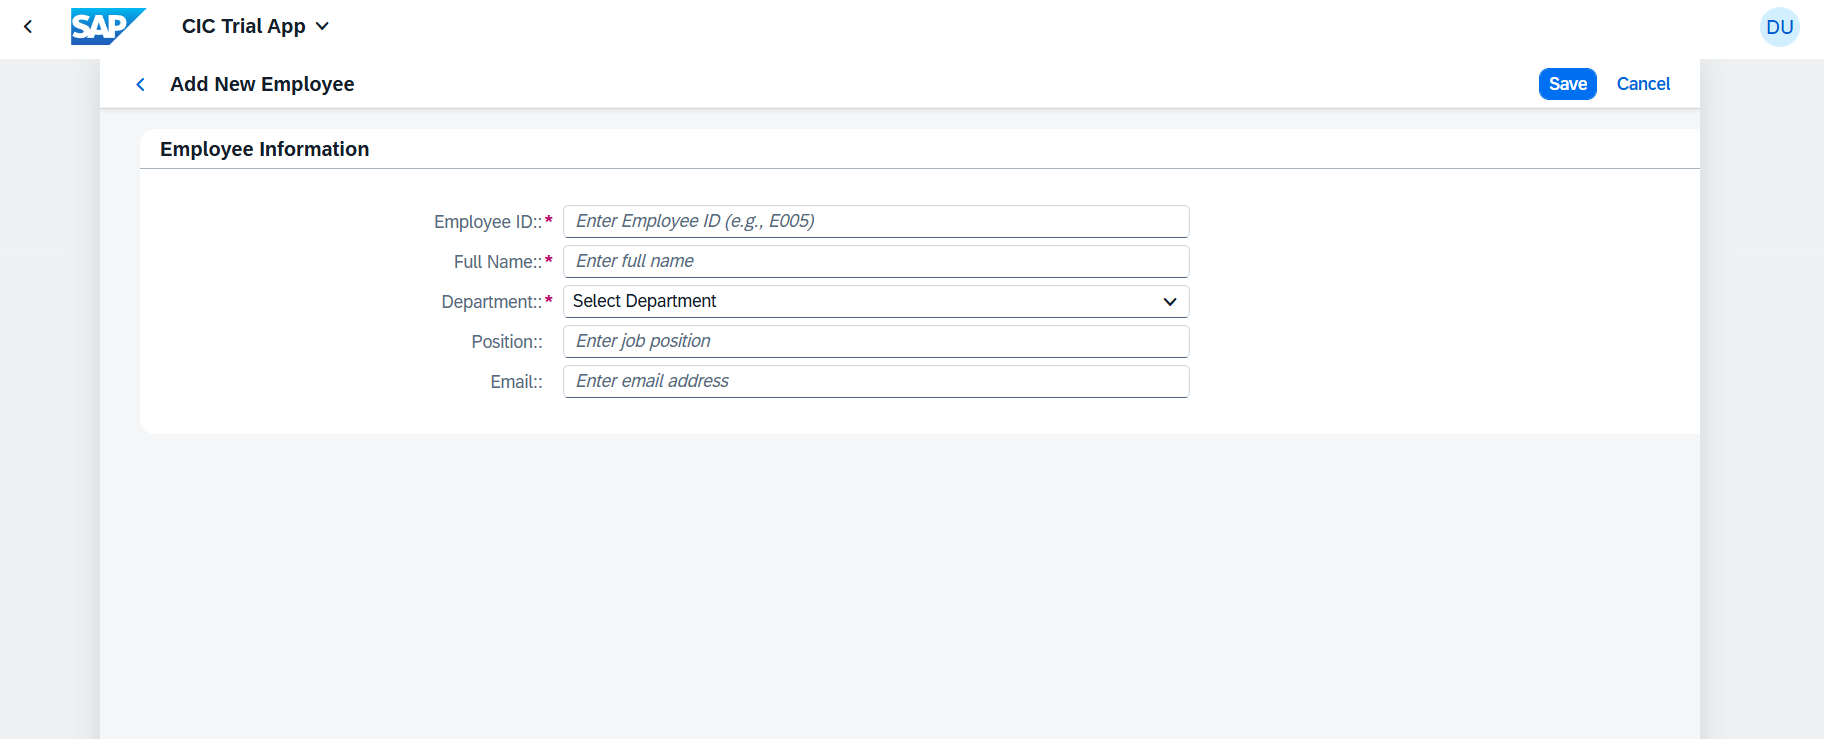 SAP CIC Trial App DU
Add New Employee Save Cancel
Employee Information
Employee ID::* Enter Employee ID (e.g., E005)
Full Name::* Enter full name
Department::* Select Department
Position:: Enter job position
Email:: Enter email address